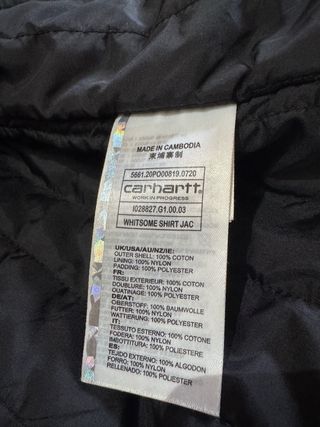 MADE IN CAMBODIA
柬埔寨制
5661.20PO00819.0720
carhartt
WORK IN PROGRESS
I028827.G1.00.03
WHITSOME SHIRT JAC
UK/USA/AU/NZ/IE:
OUTER SHELL: 100% COTTON
LINING: 100% NYLON
PADDING: 100% POLYESTER
FR:
TISSU EXTERIEUR: 100% COTON
DOUBLURE: 100% NYLON
OUATINAGE: 100% POLYESTER
DE/AT:
OBERSTOFF: 100% BAUMWOLLE
FUTTER: 100% NYLON
WATTIERUNG: 100% POLYESTER
IT:
TESSUTO ESTERNO: 100% COTONE
FODERA: 100% NYLON
IMBOTTITURA: 100% POLIESTERE
ES:
TEJIDO EXTERNO: 100% ALGODON
FORRO: 100% NYLON
RELLENO: 100% POLIESTER